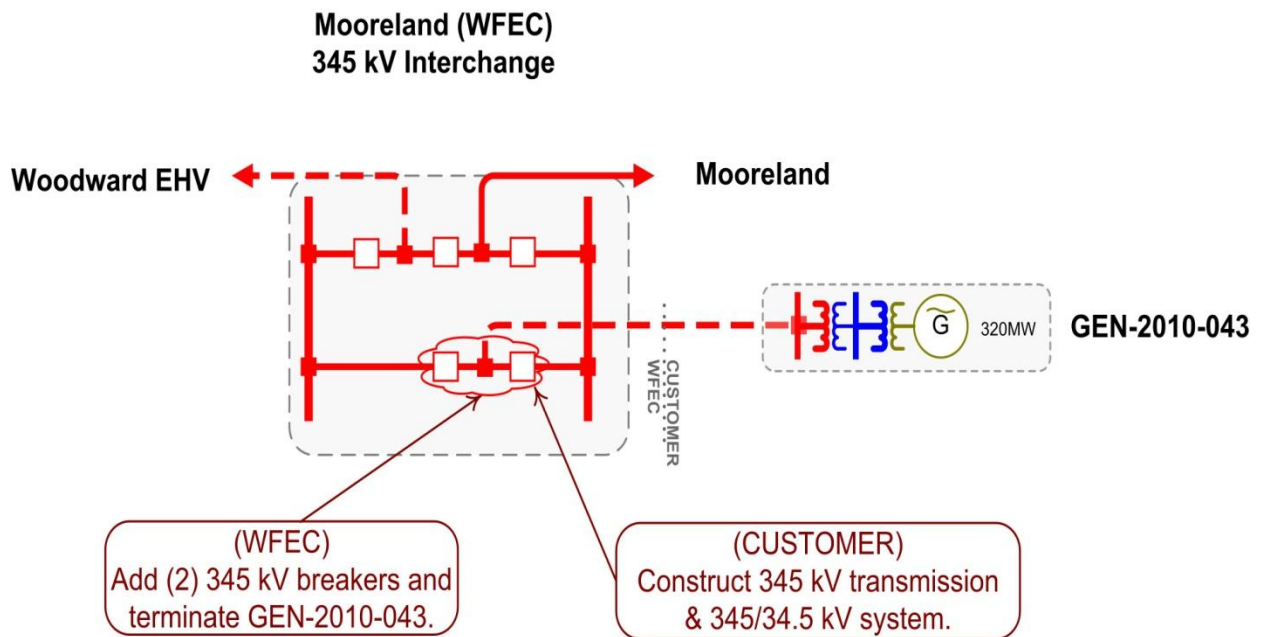 Mooreland (WFEC)
345 kV Interchange
Woodward EHV
Mooreland
G
320MW
GEN-2010-043
CUSTOMER
WFEC
(WFEC)
Add (2) 345 kV breakers and
terminate GEN-2010-043.
(CUSTOMER)
Construct 345 kV transmission
& 345/34.5 kV system.